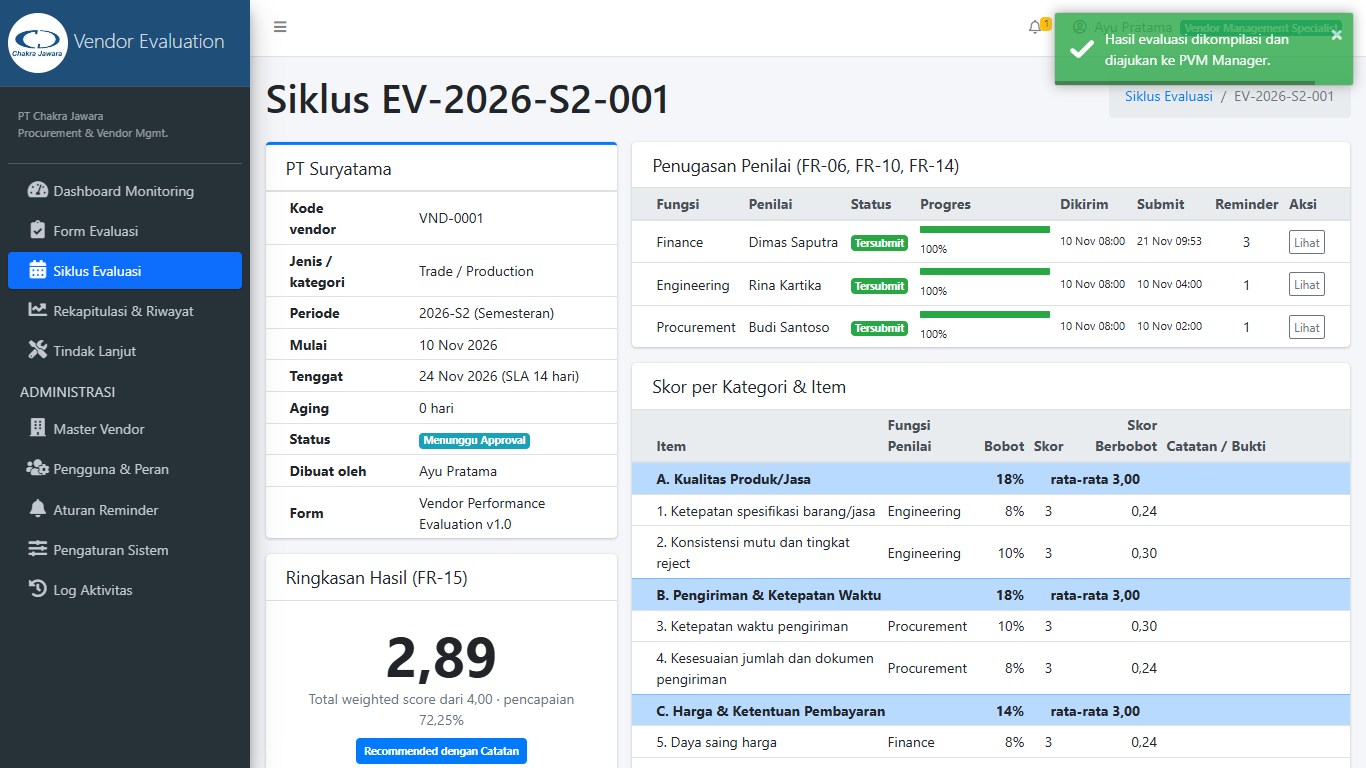 Chakra Jawara
Vendor Evaluation
PT Chakra Jawara
Procurement & Vendor Mgmt.
Dashboard Monitoring
Form Evaluasi
Siklus Evaluasi
Rekapitulasi & Riwayat
Tindak Lanjut
ADMINISTRASI
Master Vendor
Pengguna & Peran
Aturan Reminder
Pengaturan Sistem
Log Aktivitas
1
Ayu Pratama Vendor Management Specialist
Hasil evaluasi dikompilasi dan
diajukan ke PVM Manager.
×
Siklus EV-2026-S2-001
Siklus Evaluasi / EV-2026-S2-001
PT Suryatama
Kode vendor VND-0001
Jenis / kategori Trade / Production
Periode 2026-S2 (Semesteran)
Mulai 10 Nov 2026
Tenggat 24 Nov 2026 (SLA 14 hari)
Aging 0 hari
Status Menunggu Approval
Dibuat oleh Ayu Pratama
Form Vendor Performance Evaluation v1.0
Ringkasan Hasil (FR-15)
2,89
Total weighted score dari 4,00 · pencapaian
72,25%
Recommended dengan Catatan
Penugasan Penilai (FR-06, FR-10, FR-14)
Fungsi Penilai Status Progres Dikirim Submit Reminder Aksi
Finance Dimas Saputra Tersubmit 100% 10 Nov 08:00 21 Nov 09:53 3 Lihat
Engineering Rina Kartika Tersubmit 100% 10 Nov 08:00 10 Nov 04:00 1 Lihat
Procurement Budi Santoso Tersubmit 100% 10 Nov 08:00 10 Nov 02:00 1 Lihat
Skor per Kategori & Item
Item Fungsi Penilai Bobot Skor Skor Berbobot Catatan / Bukti
A. Kualitas Produk/Jasa 18% rata-rata 3,00
1. Ketepatan spesifikasi barang/jasa Engineering 8% 3 0,24
2. Konsistensi mutu dan tingkat reject Engineering 10% 3 0,30
B. Pengiriman & Ketepatan Waktu 18% rata-rata 3,00
3. Ketepatan waktu pengiriman Procurement 10% 3 0,30
4. Kesesuaian jumlah dan dokumen pengiriman Procurement 8% 3 0,24
C. Harga & Ketentuan Pembayaran 14% rata-rata 3,00
5. Daya saing harga Finance 8% 3 0,24